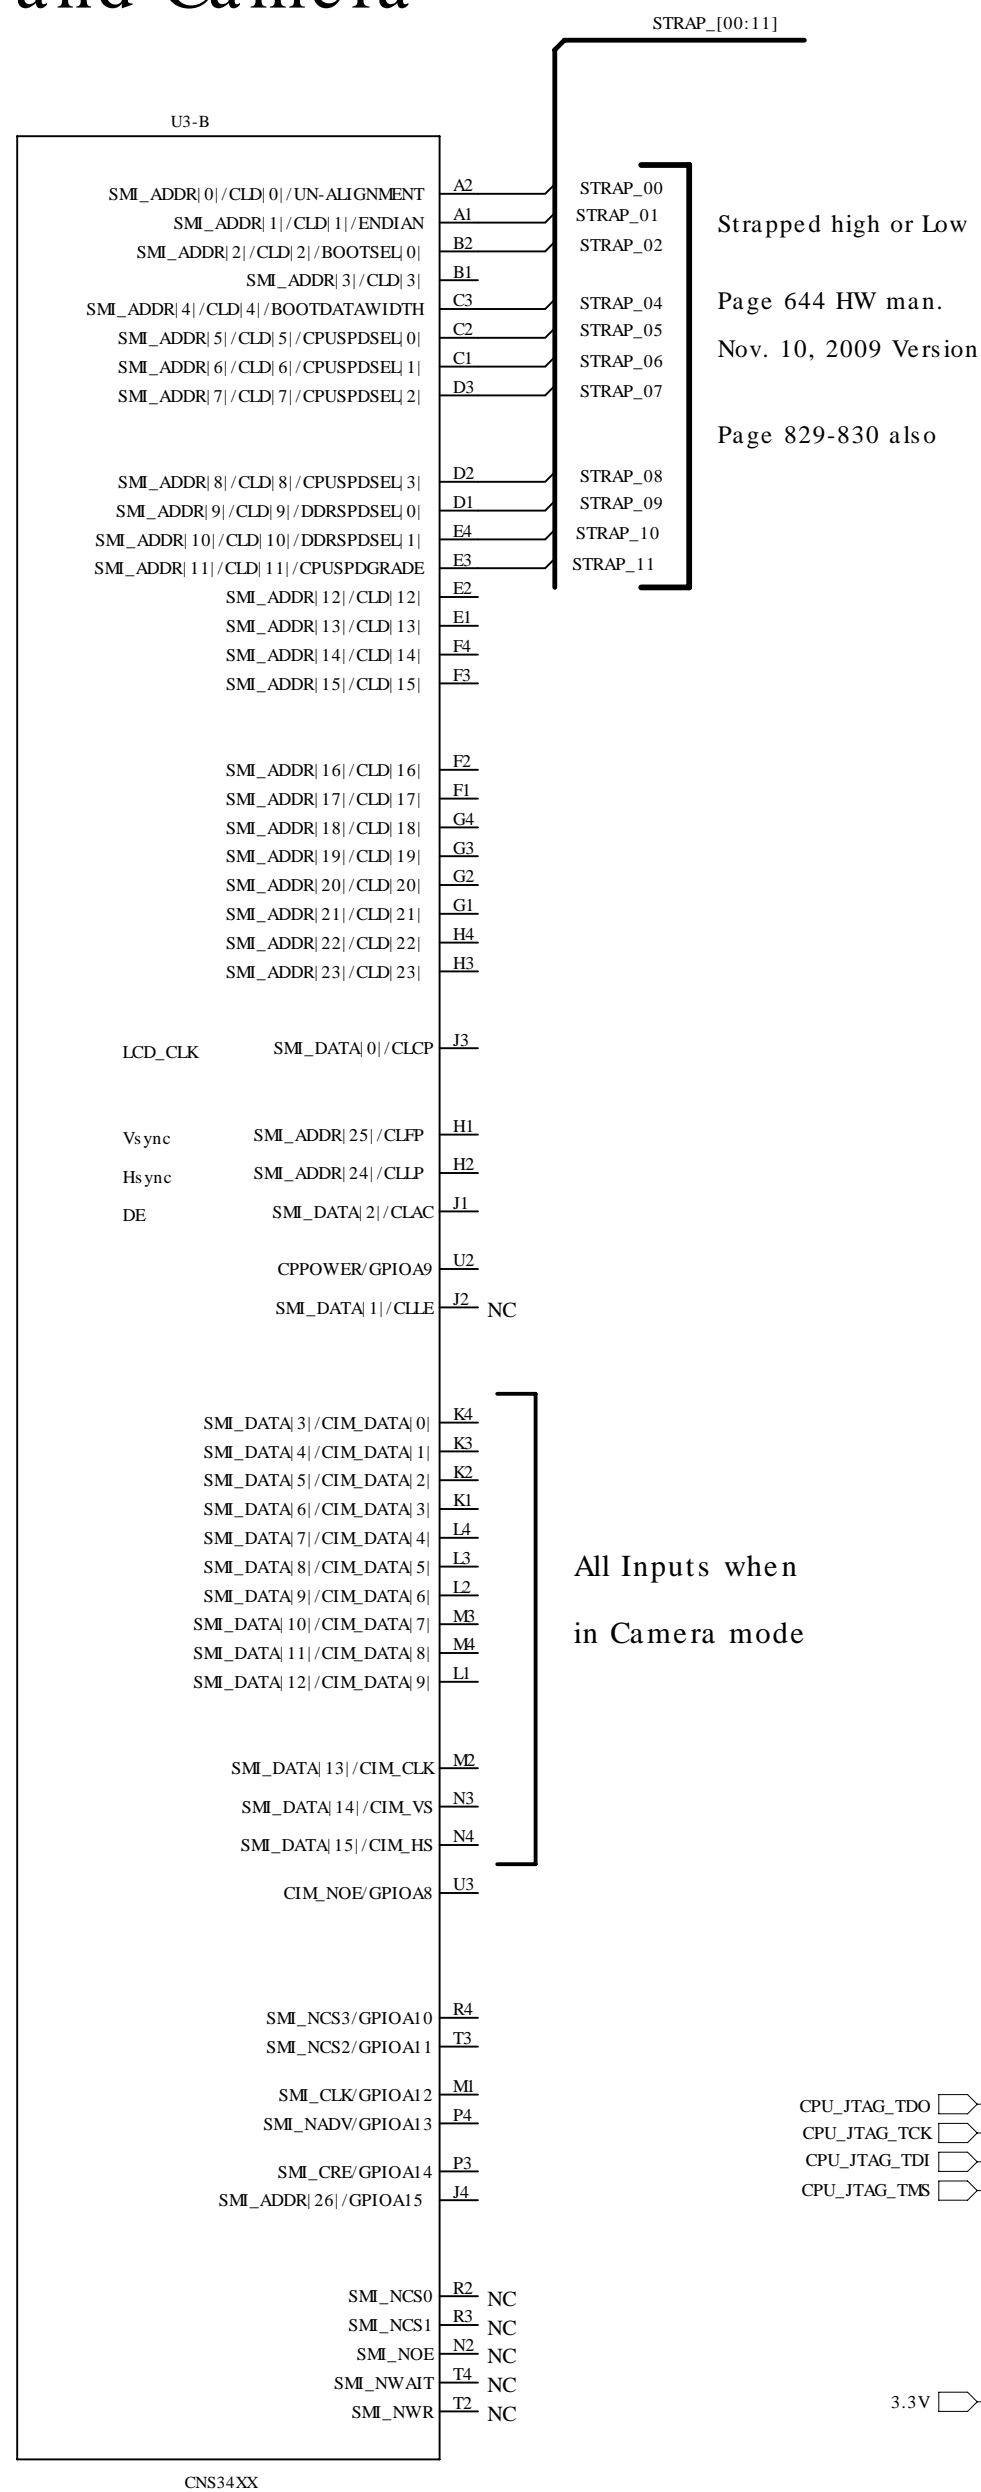 and Camera
STRAP_[00:11]
U3-B
SMI_ADDR|0|/CLD|0|/UN-ALIGNMENT A2 STRAP_00
SMI_ADDR|1|/CLD|1|/ENDIAN A1 STRAP_01
SMI_ADDR|2|/CLD|2|/BOOTSEL|0| B2 STRAP_02
SMI_ADDR|3|/CLD|3| B1
SMI_ADDR|4|/CLD|4|/BOOTDATAWIDTH C3 STRAP_04
SMI_ADDR|5|/CLD|5|/CPUSPDSEL|0| C2 STRAP_05
SMI_ADDR|6|/CLD|6|/CPUSPDSEL|1| C1 STRAP_06
SMI_ADDR|7|/CLD|7|/CPUSPDSEL|2| D3 STRAP_07
Strapped high or Low
Page 644 HW man.
Nov. 10, 2009 Version
Page 829-830 also
SMI_ADDR|8|/CLD|8|/CPUSPDSEL|3| D2 STRAP_08
SMI_ADDR|9|/CLD|9|/DDRSPDSEL|0| D1 STRAP_09
SMI_ADDR|10|/CLD|10|/DDRSPDSEL|1| E4 STRAP_10
SMI_ADDR|11|/CLD|11|/CPUSPDGRADE E3 STRAP_11
SMI_ADDR|12|/CLD|12| E2
SMI_ADDR|13|/CLD|13| E1
SMI_ADDR|14|/CLD|14| F4
SMI_ADDR|15|/CLD|15| F3
SMI_ADDR|16|/CLD|16| F2
SMI_ADDR|17|/CLD|17| F1
SMI_ADDR|18|/CLD|18| G4
SMI_ADDR|19|/CLD|19| G3
SMI_ADDR|20|/CLD|20| G2
SMI_ADDR|21|/CLD|21| G1
SMI_ADDR|22|/CLD|22| H4
SMI_ADDR|23|/CLD|23| H3
LCD_CLK SMI_DATA|0|/CLCP J3
Vsync SMI_ADDR|25|/CLFP H1
Hsync SMI_ADDR|24|/CLLP H2
DE SMI_DATA|2|/CLAC J1
CPPOWER/GPIOA9 U2
SMI_DATA|1|/CLLE J2 NC
SMI_DATA|3|/CIM_DATA|0| K4
SMI_DATA|4|/CIM_DATA|1| K3
SMI_DATA|5|/CIM_DATA|2| K2
SMI_DATA|6|/CIM_DATA|3| K1
SMI_DATA|7|/CIM_DATA|4| L4
SMI_DATA|8|/CIM_DATA|5| L3
SMI_DATA|9|/CIM_DATA|6| L2
SMI_DATA|10|/CIM_DATA|7| M3
SMI_DATA|11|/CIM_DATA|8| M4
SMI_DATA|12|/CIM_DATA|9| L1
All Inputs when
in Camera mode
SMI_DATA|13|/CIM_CLK M2
SMI_DATA|14|/CIM_VS N3
SMI_DATA|15|/CIM_HS N4
CIM_NOE/GPIOA8 U3
SMI_NCS3/GPIOA10 R4
SMI_NCS2/GPIOA11 T3
SMI_CLK/GPIOA12 M1
SMI_NADV/GPIOA13 P4
SMI_CRE/GPIOA14 P3
SMI_ADDR|26|/GPIOA15 J4
CPU_JTAG_TDO
CPU_JTAG_TCK
CPU_JTAG_TDI
CPU_JTAG_TMS
SMI_NCS0 R2 NC
SMI_NCS1 R3 NC
SMI_NOE N2 NC
SMI_NWAIT T4 NC
SMI_NWR T2 NC
3.3V
CNS34XX